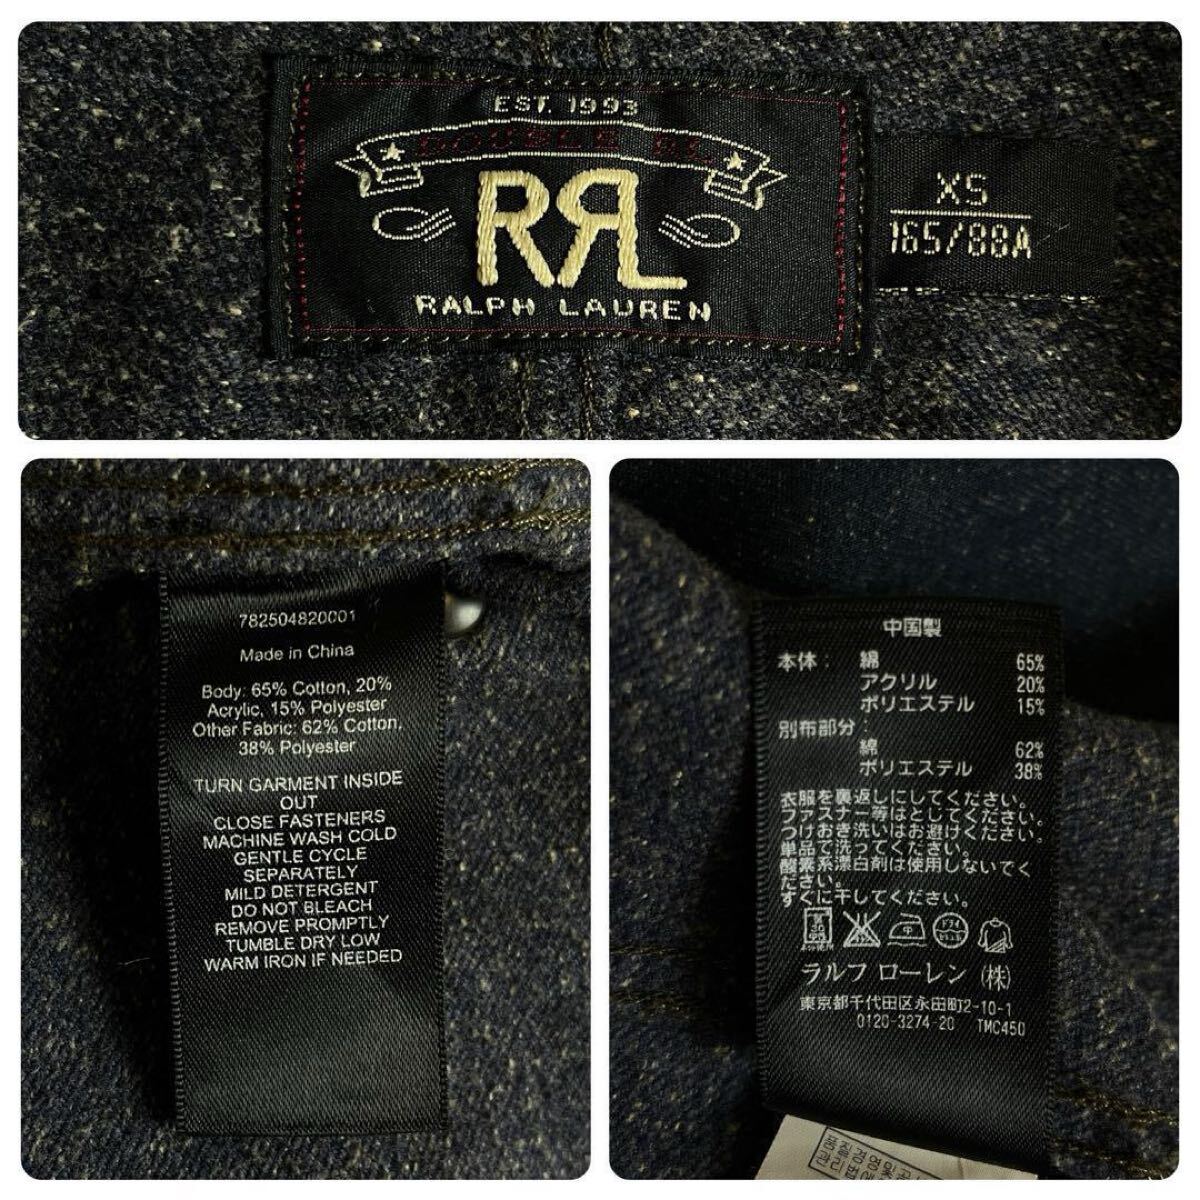 EST. 1993
DOUBLE RL
RRL
RALPH LAUREN
XS
165/88A
782504820001
Made in China
Body: 65% Cotton, 20%
Acrylic, 15% Polyester
Other Fabric: 62% Cotton,
38% Polyester
TURN GARMENT INSIDE
OUT
CLOSE FASTENERS
MACHINE WASH COLD
GENTLE CYCLE
SEPARATELY
MILD DETERGENT
DO NOT BLEACH
REMOVE PROMPTLY
TUMBLE DRY LOW
WARM IRON IF NEEDED
中国製
本体: 綿 65%
アクリル 20%
ポリエステル 15%
別布部分:
綿 62%
ポリエステル 38%
衣服を裏返しにしてください。
ファスナー等はとしてください。
つけおき洗いはお避けください。
単品で洗ってください。
酸素系漂白剤は使用しないでく
ださい。
すぐに干してください。
中 ドライ
ラルフ ローレン (株)
東京都千代田区永田町2-10-1
0120-3274-20 TMC450